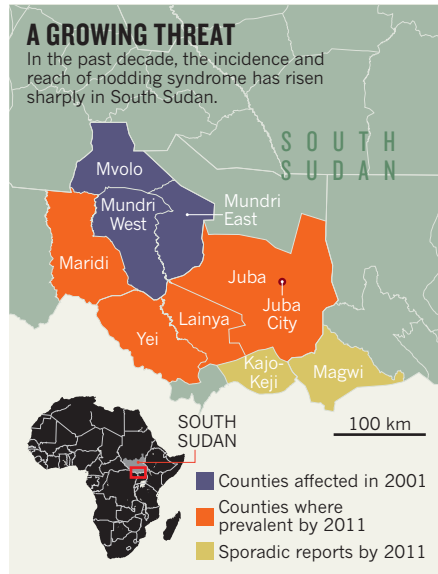 A GROWING THREAT
In the past decade, the incidence and
reach of nodding syndrome has risen
sharply in South Sudan.
SOUTH
SUDAN
Mvolo
Mundri
West
Mundri
East
Maridi
Juba
Juba
City
Lainya
Yei
Kajo-
Keji
Magwi
100 km
SOUTH
SUDAN
Counties affected in 2001
Counties where
prevalent by 2011
Sporadic reports by 2011